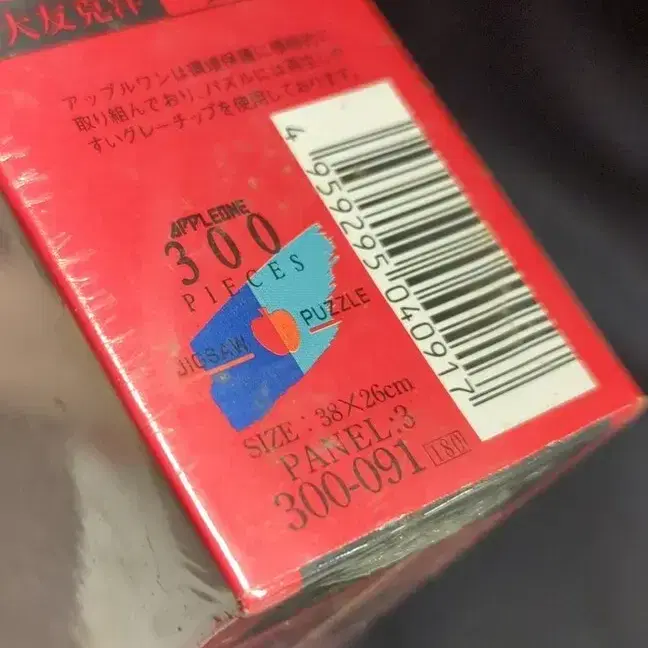 大友克洋
アップルワンは環境保護に積極的に
取り組んでおり、パズルには再生しや
すいグレーチップを使用しております。
APPLEONE
300
PIECES
JIGSAW PUZZLE
SIZE : 38×26cm
PANEL:3
300-091
4 959295 040917